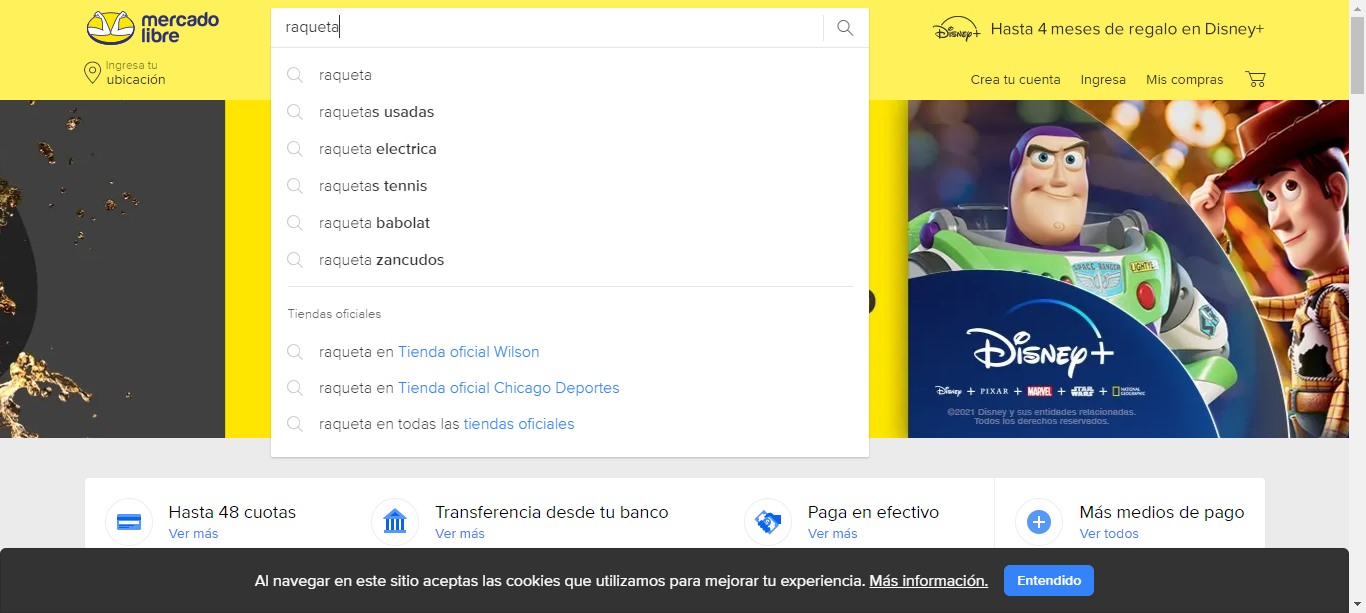 mercado
libre
raqueta
Disney+ Hasta 4 meses de regalo en Disney+
Ingresa tu
ubicación
Crea tu cuenta Ingresa Mis compras
raqueta
raquetas usadas
raqueta electrica
raquetas tennis
raqueta babolat
raqueta zancudos
Tiendas oficiales
raqueta en Tienda oficial Wilson
raqueta en Tienda oficial Chicago Deportes
raqueta en todas las tiendas oficiales
SPACE RANGER LIGHTYE
Disney+
Disney + PIXAR + MARVEL + STAR WARS + NATIONAL GEOGRAPHIC
©2021 Disney y sus entidades relacionadas.
Todos los derechos reservados.
Hasta 48 cuotas
Ver más
Transferencia desde tu banco
Ver más
Paga en efectivo
Ver más
Más medios de pago
Ver todos
Al navegar en este sitio aceptas las cookies que utilizamos para mejorar tu experiencia. Más información. Entendido